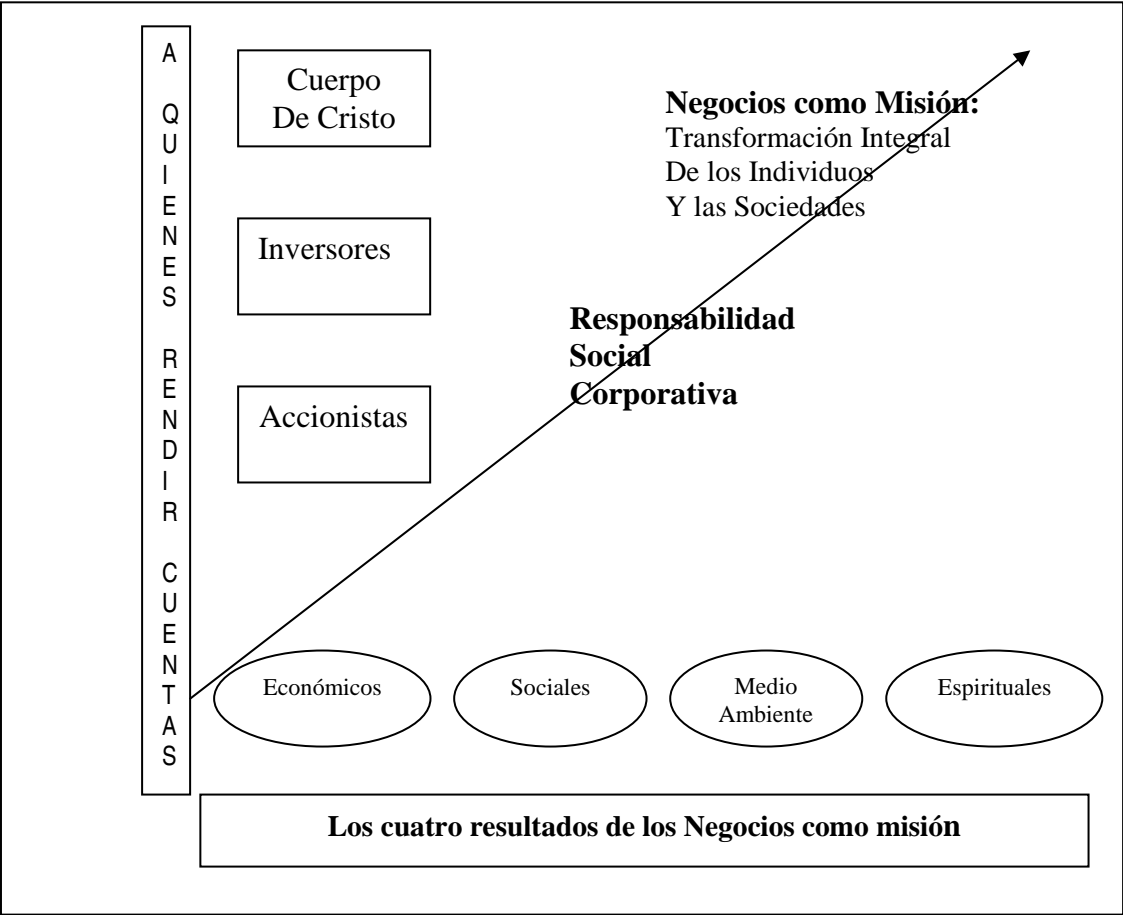 A QUIENES RENDIR CUENTAS
Cuerpo
De Cristo
Negocios como Misión:
Transformación Integral
De los Individuos
Y las Sociedades
Inversores
Responsabilidad
Social
Corporativa
Accionistas
Económicos
Sociales
Medio
Ambiente
Espirituales
Los cuatro resultados de los Negocios como misión